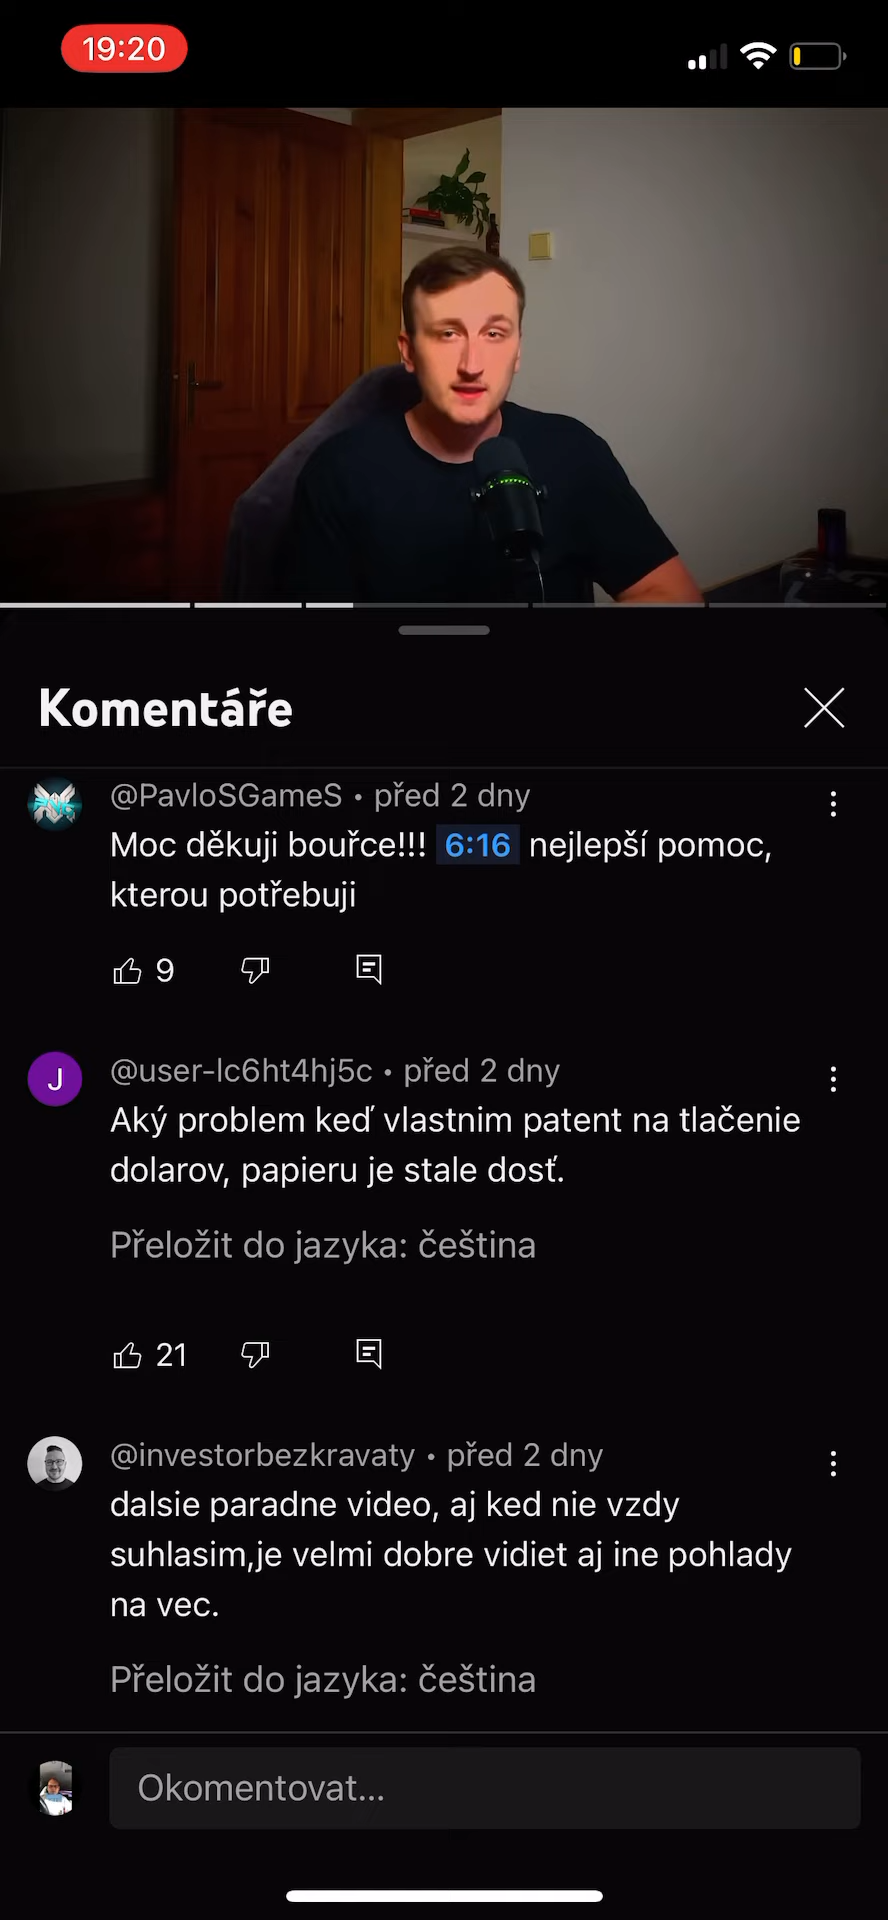 19:20
Komentáře
@PavloSGameS • před 2 dny
Moc děkuji bouřce!!! 6:16 nejlepší pomoc,
kterou potřebuji
9
J
@user-lc6ht4hj5c • před 2 dny
Aký problem keď vlastnim patent na tlačenie
dolarov, papieru je stale dosť.
Přeložit do jazyka: čeština
21
@investorbezkravaty • před 2 dny
dalsie paradne video, aj ked nie vzdy
suhlasim,je velmi dobre vidiet aj ine pohlady
na vec.
Přeložit do jazyka: čeština
Okomentovat...